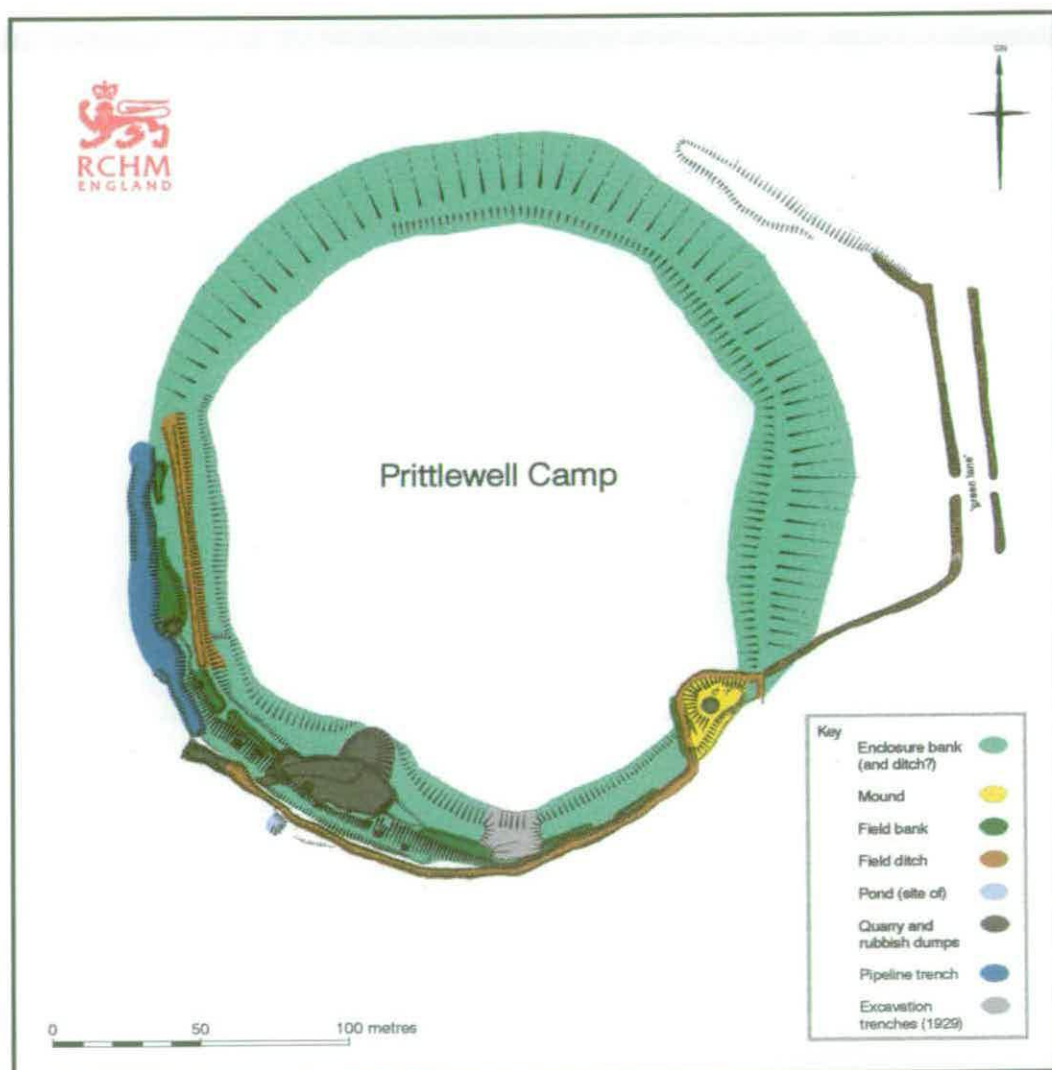 GN
RCHM
ENGLAND
Prittlewell Camp
'green lane'
Key
Enclosure bank
(and ditch?)
Mound
Field bank
Field ditch
Pond (site of)
Quarry and
rubbish dumps
Pipeline trench
Excavation
trenches (1929)
0 50 100 metres